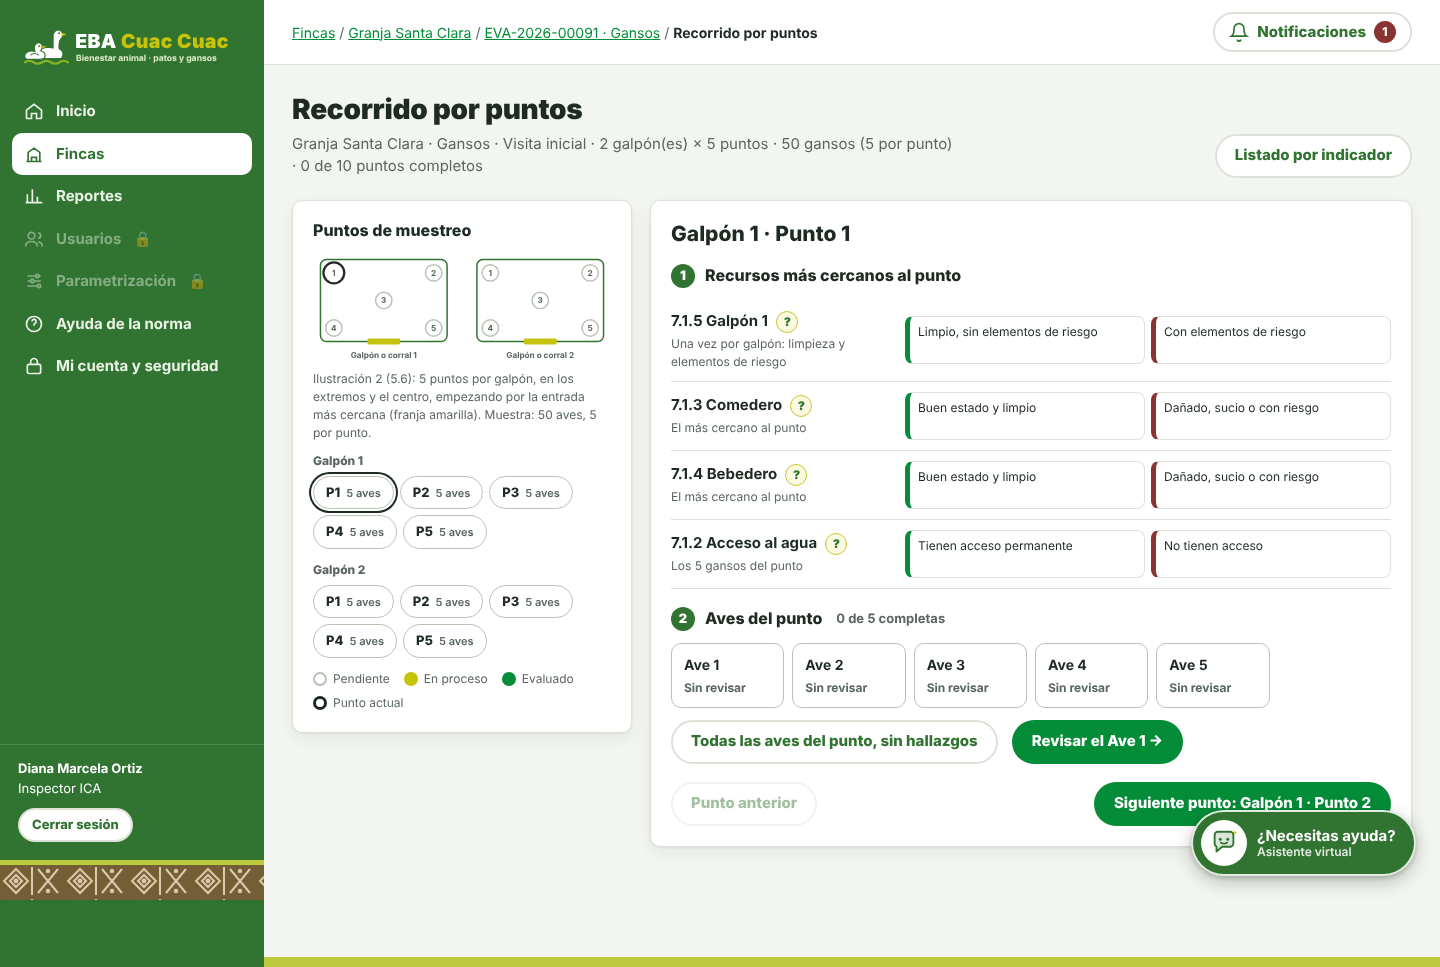 EBA Cuac Cuac
Bienestar animal · patos y gansos
Inicio
Fincas
Reportes
Usuarios
Parametrización
Ayuda de la norma
Mi cuenta y seguridad
Diana Marcela Ortiz
Inspector ICA
Cerrar sesión
Fincas / Granja Santa Clara / EVA-2026-00091 · Gansos / Recorrido por puntos
Notificaciones 1
Recorrido por puntos
Granja Santa Clara · Gansos · Visita inicial · 2 galpón(es) × 5 puntos · 50 gansos (5 por punto)
· 0 de 10 puntos completos
Listado por indicador
Puntos de muestreo
1 2 1 2
3 3
4 5 4 5
Galpón o corral 1 Galpón o corral 2
Ilustración 2 (5.6): 5 puntos por galpón, en los
extremos y el centro, empezando por la entrada
más cercana (franja amarilla). Muestra: 50 aves, 5
por punto.
Galpón 1
P1 5 aves P2 5 aves P3 5 aves
P4 5 aves P5 5 aves
Galpón 2
P1 5 aves P2 5 aves P3 5 aves
P4 5 aves P5 5 aves
Pendiente En proceso Evaluado
Punto actual
Galpón 1 · Punto 1
1 Recursos más cercanos al punto
7.1.5 Galpón 1 ?
Una vez por galpón: limpieza y
elementos de riesgo
Limpio, sin elementos de riesgo
Con elementos de riesgo
7.1.3 Comedero ?
El más cercano al punto
Buen estado y limpio
Dañado, sucio o con riesgo
7.1.4 Bebedero ?
El más cercano al punto
Buen estado y limpio
Dañado, sucio o con riesgo
7.1.2 Acceso al agua ?
Los 5 gansos del punto
Tienen acceso permanente
No tienen acceso
2 Aves del punto 0 de 5 completas
Ave 1 Ave 2 Ave 3 Ave 4 Ave 5
Sin revisar Sin revisar Sin revisar Sin revisar Sin revisar
Todas las aves del punto, sin hallazgos
Revisar el Ave 1 →
Punto anterior
Siguiente punto: Galpón 1 · Punto 2
¿Necesitas ayuda?
Asistente virtual